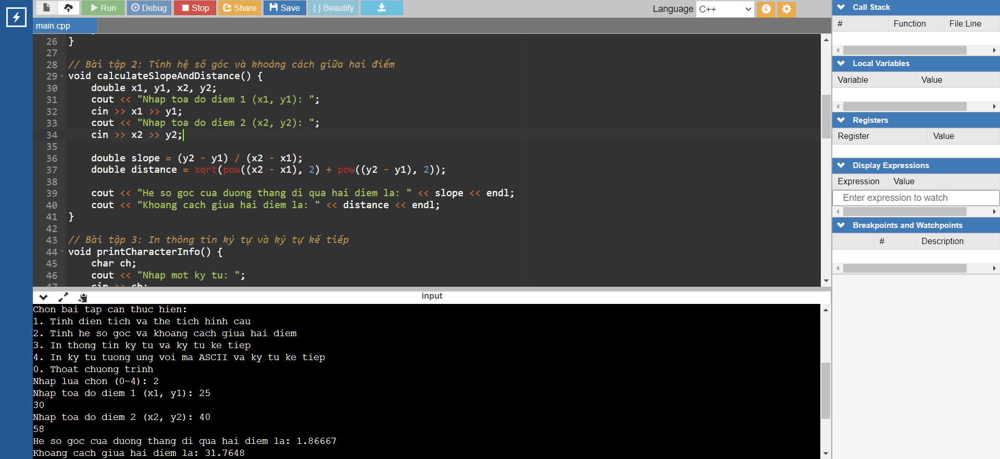 Run Debug Stop Share Save { } Beautify Language C++
main.cpp
26 }
27
28 // Bài tập 2: Tính hệ số góc và khoảng cách giữa hai điểm
29 void calculateSlopeAndDistance() {
30 double x1, y1, x2, y2;
31 cout << "Nhap toa do diem 1 (x1, y1): ";
32 cin >> x1 >> y1;
33 cout << "Nhap toa do diem 2 (x2, y2): ";
34 cin >> x2 >> y2;
35
36 double slope = (y2 - y1) / (x2 - x1);
37 double distance = sqrt(pow((x2 - x1), 2) + pow((y2 - y1), 2));
38
39 cout << "He so goc cua duong thang di qua hai diem la: " << slope << endl;
40 cout << "Khoang cach giua hai diem la: " << distance << endl;
41 }
42
43 // Bài tập 3: In thông tin ký tự và ký tự kế tiếp
44 void printCharacterInfo() {
45 char ch;
46 cout << "Nhap mot ky tu: ";
47 cin >> ch;
input
Chon bai tap can thuc hien:
1. Tinh dien tich va the tich hinh cau
2. Tinh he so goc va khoang cach giua hai diem
3. In thong tin ky tu va ky tu ke tiep
4. In ky tu tuong ung voi ma ASCII va ky tu ke tiep
0. Thoat chuong trinh
Nhap lua chon (0-4): 2
Nhap toa do diem 1 (x1, y1): 25
30
Nhap toa do diem 2 (x2, y2): 40
58
He so goc cua duong thang di qua hai diem la: 1.86667
Khoang cach giua hai diem la: 31.7648
Call Stack
# Function File:Line
Local Variables
Variable Value
Registers
Register Value
Display Expressions
Expression Value
Enter expression to watch
Breakpoints and Watchpoints
# Description